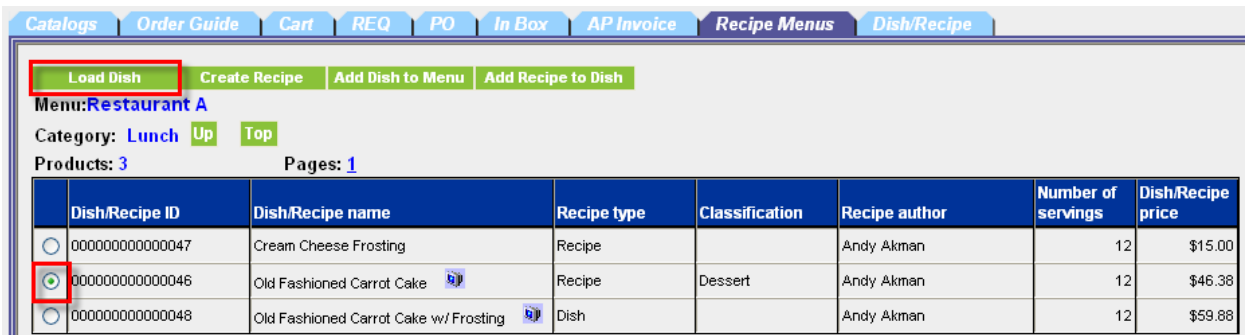 Catalogs Order Guide Cart REQ PO In Box AP Invoice Recipe Menus Dish/Recipe
Load Dish Create Recipe Add Dish to Menu Add Recipe to Dish
Menu:Restaurant A
Category: Lunch Up Top
Products: 3 Pages: 1
Dish/Recipe ID Dish/Recipe name Recipe type Classification Recipe author Number of servings Dish/Recipe price
000000000000047 Cream Cheese Frosting Recipe Andy Akman 12 $15.00
000000000000046 Old Fashioned Carrot Cake Recipe Dessert Andy Akman 12 $46.38
000000000000048 Old Fashioned Carrot Cake w/ Frosting Dish Andy Akman 12 $59.88